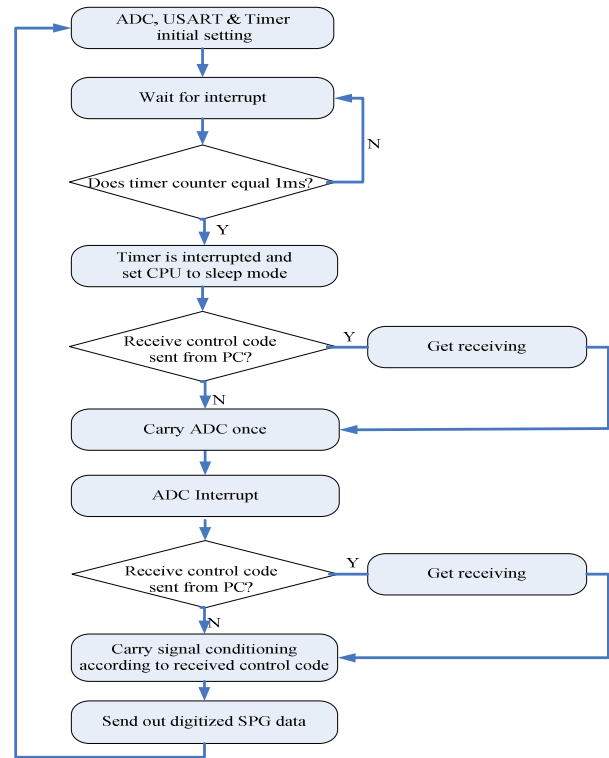 ADC, USART & Timer
initial setting
Wait for interrupt
N
Does timer counter equal 1ms?
Y
Timer is interrupted and
set CPU to sleep mode
Receive control code
sent from PC?
Y
Get receiving
N
Carry ADC once
ADC Interrupt
Receive control code
sent from PC?
Y
Get receiving
N
Carry signal conditioning
according to received control code
Send out digitized SPG data